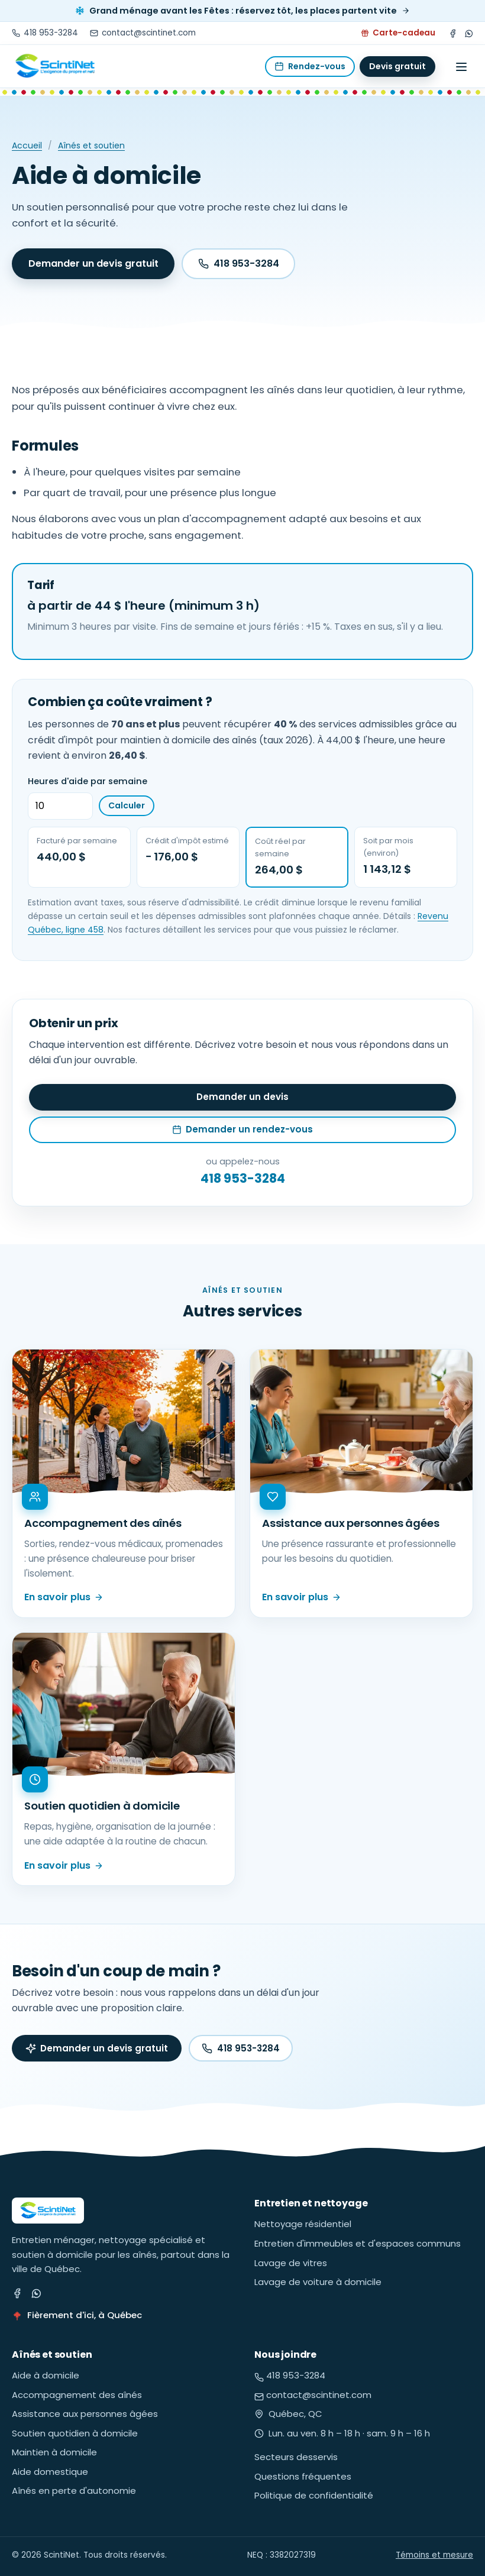 Grand ménage avant les Fêtes : réservez tôt, les places partent vite →
418 953-3284
contact@scintinet.com
Carte-cadeau
ScintiNet
L'élégance du propre et net
Rendez-vous
Devis gratuit
Accueil / Aînés et soutien
Aide à domicile
Un soutien personnalisé pour que votre proche reste chez lui dans le
confort et la sécurité.
Demander un devis gratuit
418 953-3284
Nos préposés aux bénéficiaires accompagnent les aînés dans leur quotidien, à leur rythme,
pour qu'ils puissent continuer à vivre chez eux.
Formules
• À l'heure, pour quelques visites par semaine
• Par quart de travail, pour une présence plus longue
Nous élaborons avec vous un plan d'accompagnement adapté aux besoins et aux
habitudes de votre proche, sans engagement.
Tarif
à partir de 44 $ l'heure (minimum 3 h)
Minimum 3 heures par visite. Fins de semaine et jours fériés : +15 %. Taxes en sus, s'il y a lieu.
Combien ça coûte vraiment ?
Les personnes de 70 ans et plus peuvent récupérer 40 % des services admissibles grâce au
crédit d'impôt pour maintien à domicile des aînés (taux 2026). À 44,00 $ l'heure, une heure
revient à environ 26,40 $.
Heures d'aide par semaine
10
Calculer
Facturé par semaine
440,00 $
Crédit d'impôt estimé
- 176,00 $
Coût réel par
semaine
264,00 $
Soit par mois
(environ)
1 143,12 $
Estimation avant taxes, sous réserve d'admissibilité. Le crédit diminue lorsque le revenu familial
dépasse un certain seuil et les dépenses admissibles sont plafonnées chaque année. Détails : Revenu
Québec, ligne 458. Nos factures détaillent les services pour que vous puissiez le réclamer.
Obtenir un prix
Chaque intervention est différente. Décrivez votre besoin et nous vous répondons dans un
délai d'un jour ouvrable.
Demander un devis
Demander un rendez-vous
ou appelez-nous
418 953-3284
AÎNÉS ET SOUTIEN
Autres services
Accompagnement des aînés
Sorties, rendez-vous médicaux, promenades
: une présence chaleureuse pour briser
l'isolement.
En savoir plus →
Assistance aux personnes âgées
Une présence rassurante et professionnelle
pour les besoins du quotidien.
En savoir plus →
Soutien quotidien à domicile
Repas, hygiène, organisation de la journée :
une aide adaptée à la routine de chacun.
En savoir plus →
Besoin d'un coup de main ?
Décrivez votre besoin : nous vous rappelons dans un délai d'un jour
ouvrable avec une proposition claire.
Demander un devis gratuit
418 953-3284
ScintiNet
Entretien ménager, nettoyage spécialisé et
soutien à domicile pour les aînés, partout dans la
ville de Québec.
Fièrement d'ici, à Québec
Entretien et nettoyage
Nettoyage résidentiel
Entretien d'immeubles et d'espaces communs
Lavage de vitres
Lavage de voiture à domicile
Aînés et soutien
Aide à domicile
Accompagnement des aînés
Assistance aux personnes âgées
Soutien quotidien à domicile
Maintien à domicile
Aide domestique
Aînés en perte d'autonomie
Nous joindre
418 953-3284
contact@scintinet.com
Québec, QC
Lun. au ven. 8 h – 18 h · sam. 9 h – 16 h
Secteurs desservis
Questions fréquentes
Politique de confidentialité
© 2026 ScintiNet. Tous droits réservés.
NEQ : 3382027319
Témoins et mesure